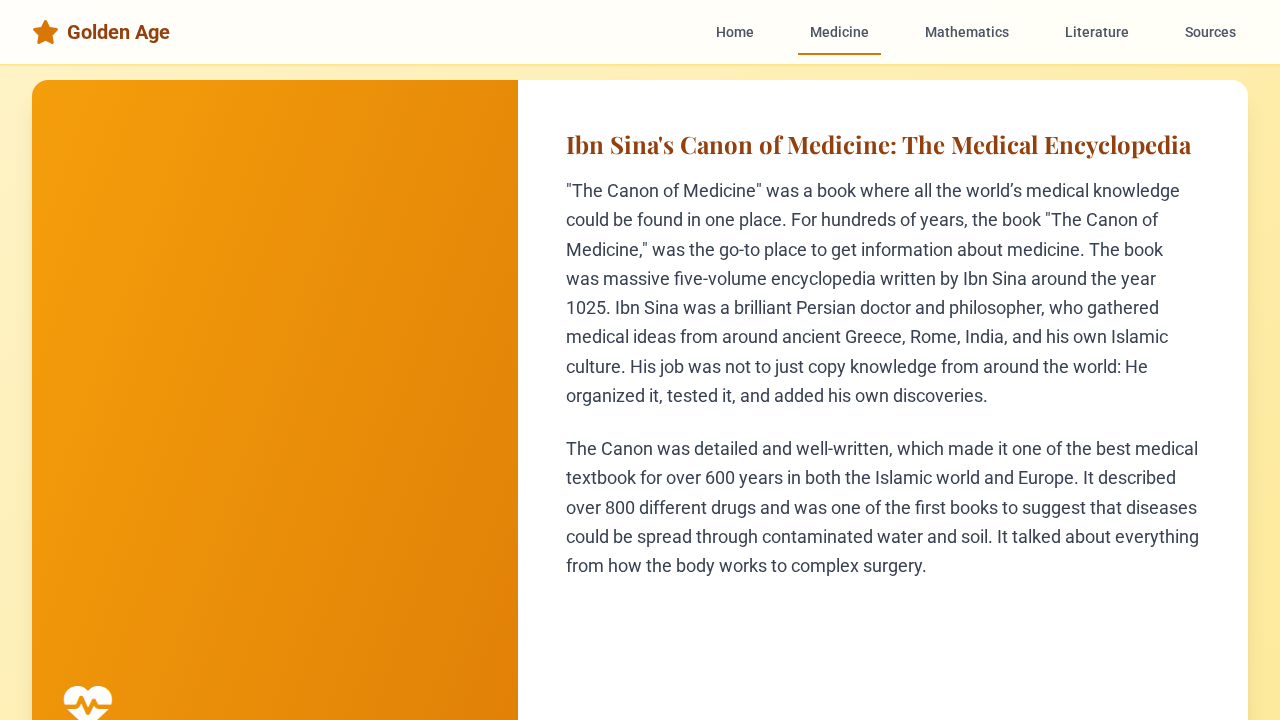 Golden Age
Home
Medicine
Mathematics
Literature
Sources
Ibn Sina's Canon of Medicine: The Medical Encyclopedia
"The Canon of Medicine" was a book where all the world’s medical knowledge
could be found in one place. For hundreds of years, the book "The Canon of
Medicine," was the go-to place to get information about medicine. The book
was massive five-volume encyclopedia written by Ibn Sina around the year
1025. Ibn Sina was a brilliant Persian doctor and philosopher, who gathered
medical ideas from around ancient Greece, Rome, India, and his own Islamic
culture. His job was not to just copy knowledge from around the world: He
organized it, tested it, and added his own discoveries.
The Canon was detailed and well-written, which made it one of the best medical
textbook for over 600 years in both the Islamic world and Europe. It described
over 800 different drugs and was one of the first books to suggest that diseases
could be spread through contaminated water and soil. It talked about everything
from how the body works to complex surgery.